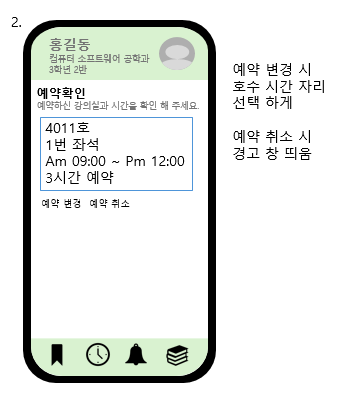 2.
홍길동
컴퓨터 소프트웨어 공학과
3학년 2반
예약확인
예약하신 강의실과 시간을 확인 해 주세요.
4011호
1번 좌석
Am 09:00 ~ Pm 12:00
3시간 예약
예약 변경 예약 취소
예약 변경 시
호수 시간 자리
선택 하게
예약 취소 시
경고 창 띄움